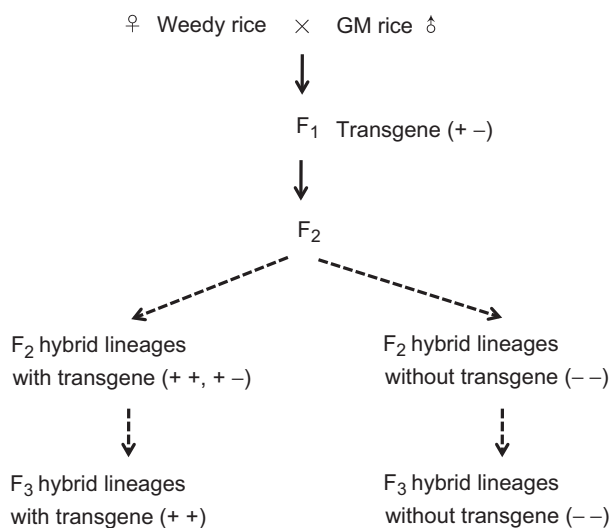 ♀ Weedy rice × GM rice ♂
F1 Transgene (+ –)
F2
F2 hybrid lineages
with transgene (+ +, + –)
F2 hybrid lineages
without transgene (– –)
F3 hybrid lineages
with transgene (+ +)
F3 hybrid lineages
without transgene (– –)